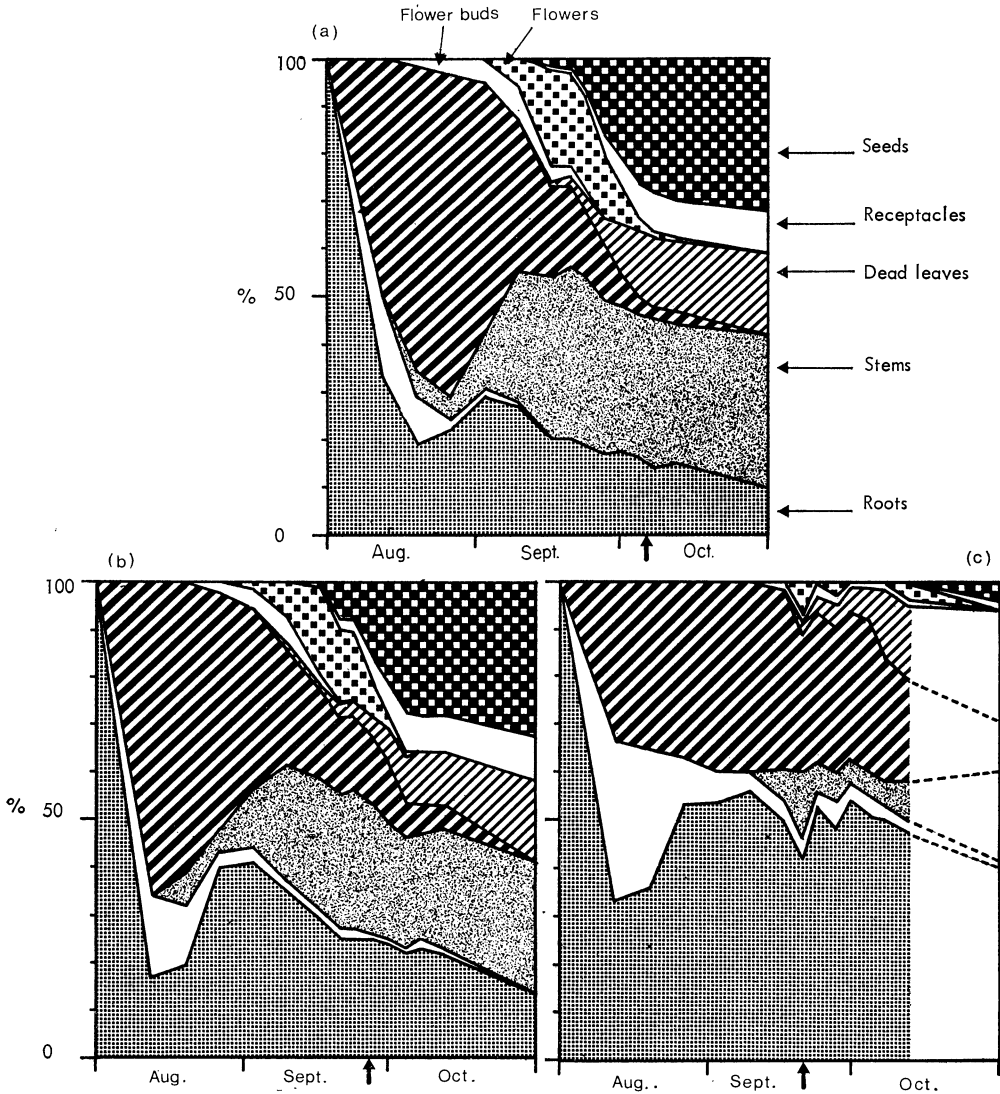 Flower buds Flowers
(a)
100
Seeds
Receptacles
Dead leaves
% 50
Stems
Roots
0
Aug. Sept. Oct.
(b) (c)
100
% 50
0
Aug. Sept. Oct. Aug.. Sept. Oct.